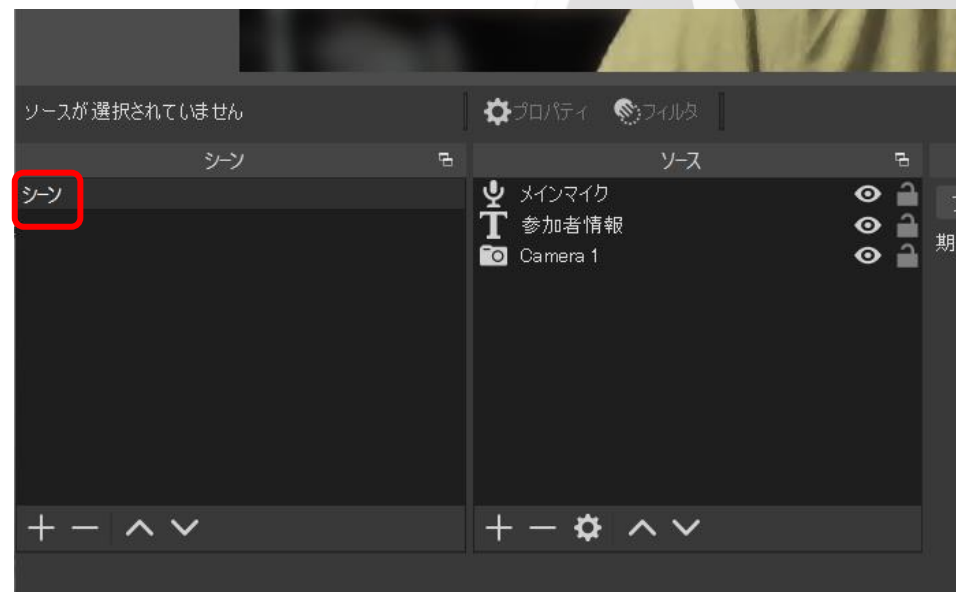 ソースが選択されていません
プロパティ
フィルタ
シーン
シーン
ソース
メインマイク
参加者情報
Camera 1
期